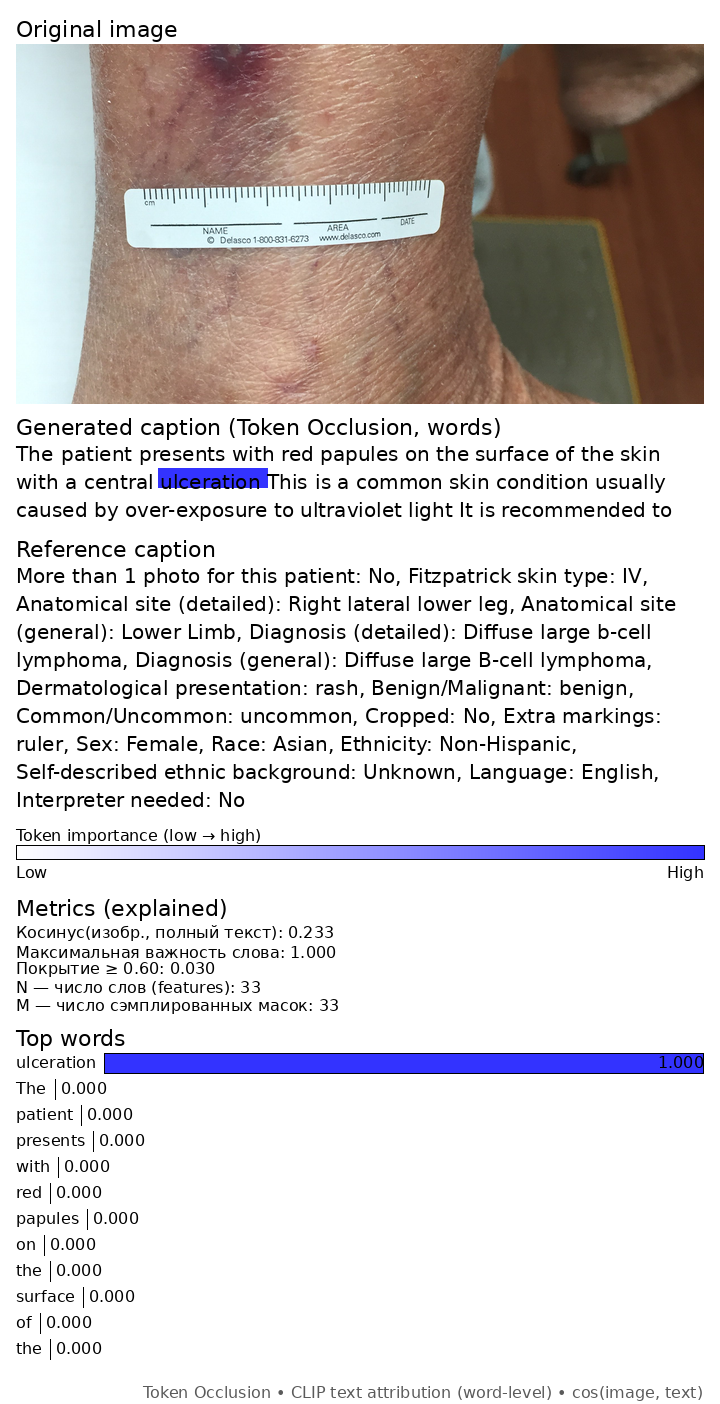 Original image
cm
NAME
AREA
DATE
© Delasco 1-800-831-6273 www.delasco.com
Generated caption (Token Occlusion, words)
The patient presents with red papules on the surface of the skin
with a central ulceration This is a common skin condition usually
caused by over-exposure to ultraviolet light It is recommended to
Reference caption
More than 1 photo for this patient: No, Fitzpatrick skin type: IV,
Anatomical site (detailed): Right lateral lower leg, Anatomical site
(general): Lower Limb, Diagnosis (detailed): Diffuse large b-cell
lymphoma, Diagnosis (general): Diffuse large B-cell lymphoma,
Dermatological presentation: rash, Benign/Malignant: benign,
Common/Uncommon: uncommon, Cropped: No, Extra markings:
ruler, Sex: Female, Race: Asian, Ethnicity: Non-Hispanic,
Self-described ethnic background: Unknown, Language: English,
Interpreter needed: No
Token importance (low → high)
Low High
Metrics (explained)
Косинус(изобр., полный текст): 0.233
Максимальная важность слова: 1.000
Покрытие ≥ 0.60: 0.030
N — число слов (features): 33
M — число сэмплированных масок: 33
Top words
ulceration 1.000
The 0.000
patient 0.000
presents 0.000
with 0.000
red 0.000
papules 0.000
on 0.000
the 0.000
surface 0.000
of 0.000
the 0.000
Token Occlusion • CLIP text attribution (word-level) • cos(image, text)